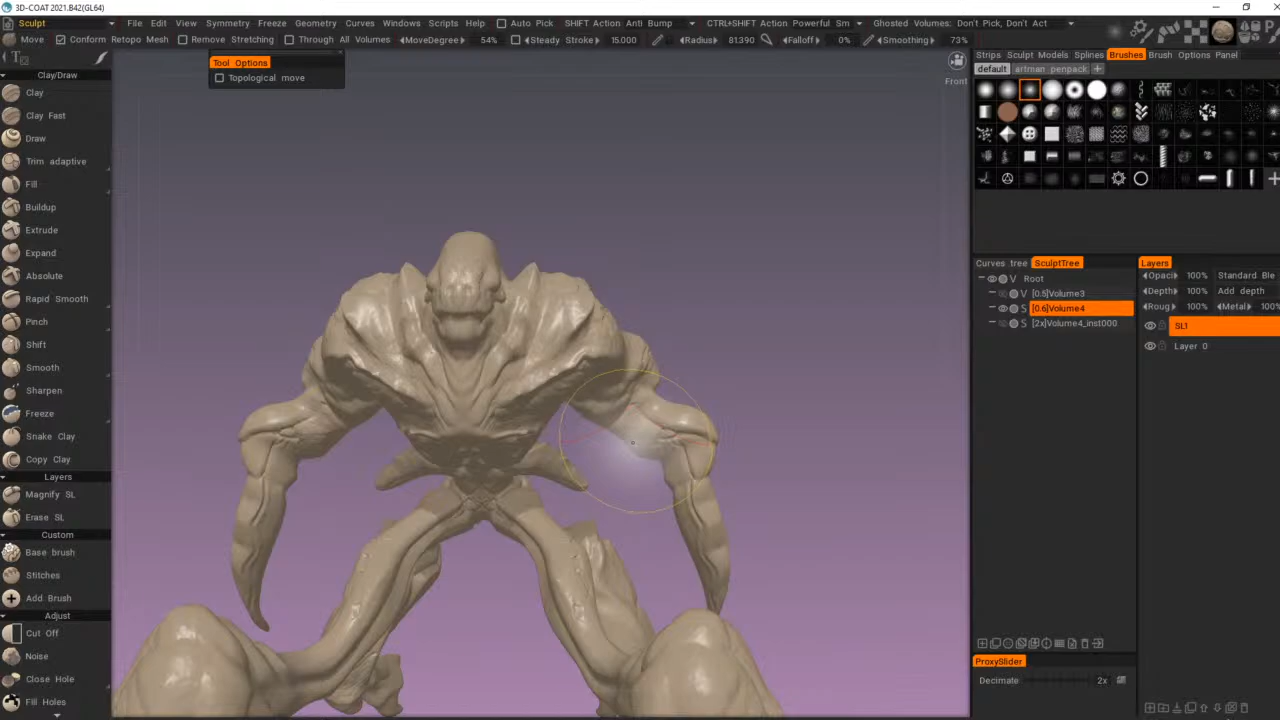 3D-COAT 2021.B42(GL64)
Sculpt File Edit View Symmetry Freeze Geometry Curves Windows Scripts Help Auto Pick SHIFT Action Anti Bump CTRL+SHIFT Action Powerful Sm Ghosted Volumes: Don't Pick, Don't Act
Move Conform Retopo Mesh Remove Stretching Through All Volumes MoveDegree 54% Steady Stroke 15.000 Radius 81.390 Falloff 0% Smoothing 73%
Tool Options
Topological move
Front
Clay/Draw
Clay
Clay Fast
Draw
Trim adaptive
Fill
Buildup
Extrude
Expand
Absolute
Rapid Smooth
Pinch
Shift
Smooth
Sharpen
Freeze
Snake Clay
Copy Clay
Layers
Magnify SL
Erase SL
Custom
Base brush
Stitches
Add Brush
Adjust
Cut Off
Noise
Close Hole
Fill Holes
Strips Sculpt Models Splines Brushes Brush Options Panel
default artman penpack +
Curves tree SculptTree
Root
V [0.5]Volume3
S [0.6]Volume4
S [2x]Volume4_inst000
ProxySlider
Decimate 2x
Layers
Opaci 100% Standard Ble
Depth 100% Add depth
Roug 100% Metal 100%
SL1
Layer 0